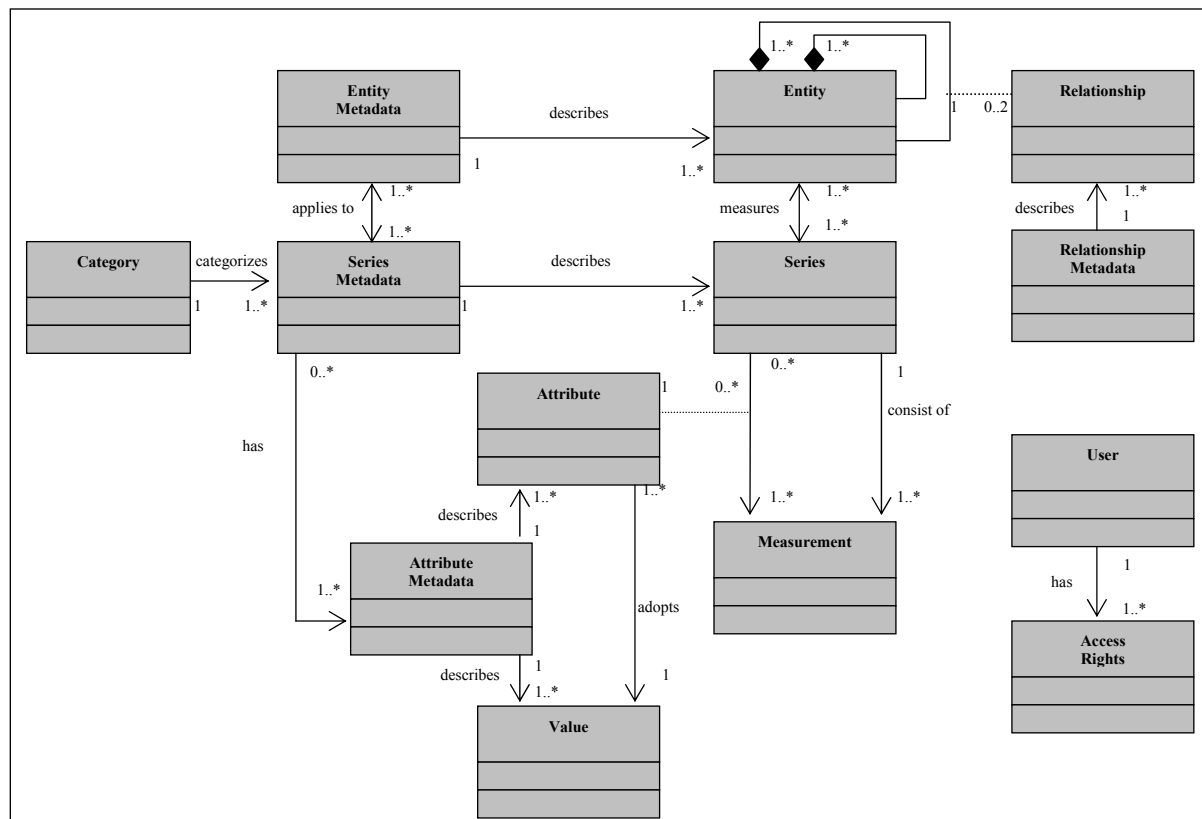 1..*
1..*
Entity
Metadata
Entity
Relationship
describes
1
0..2
1
1..*
applies to
1..*
1..*
measures
1..*
1..*
describes
1..*
1
Category
categorizes
1
1..*
Series
Metadata
describes
1
1..*
Series
Relationship
Metadata
0..*
has
1..*
Attribute
1
0..*
0..*
1
consist of
1..*
1..*
User
describes
1..*
1
1..*
Attribute
Metadata
adopts
Measurement
has
1
1..*
describes
1
1..*
1
Access
Rights
Value